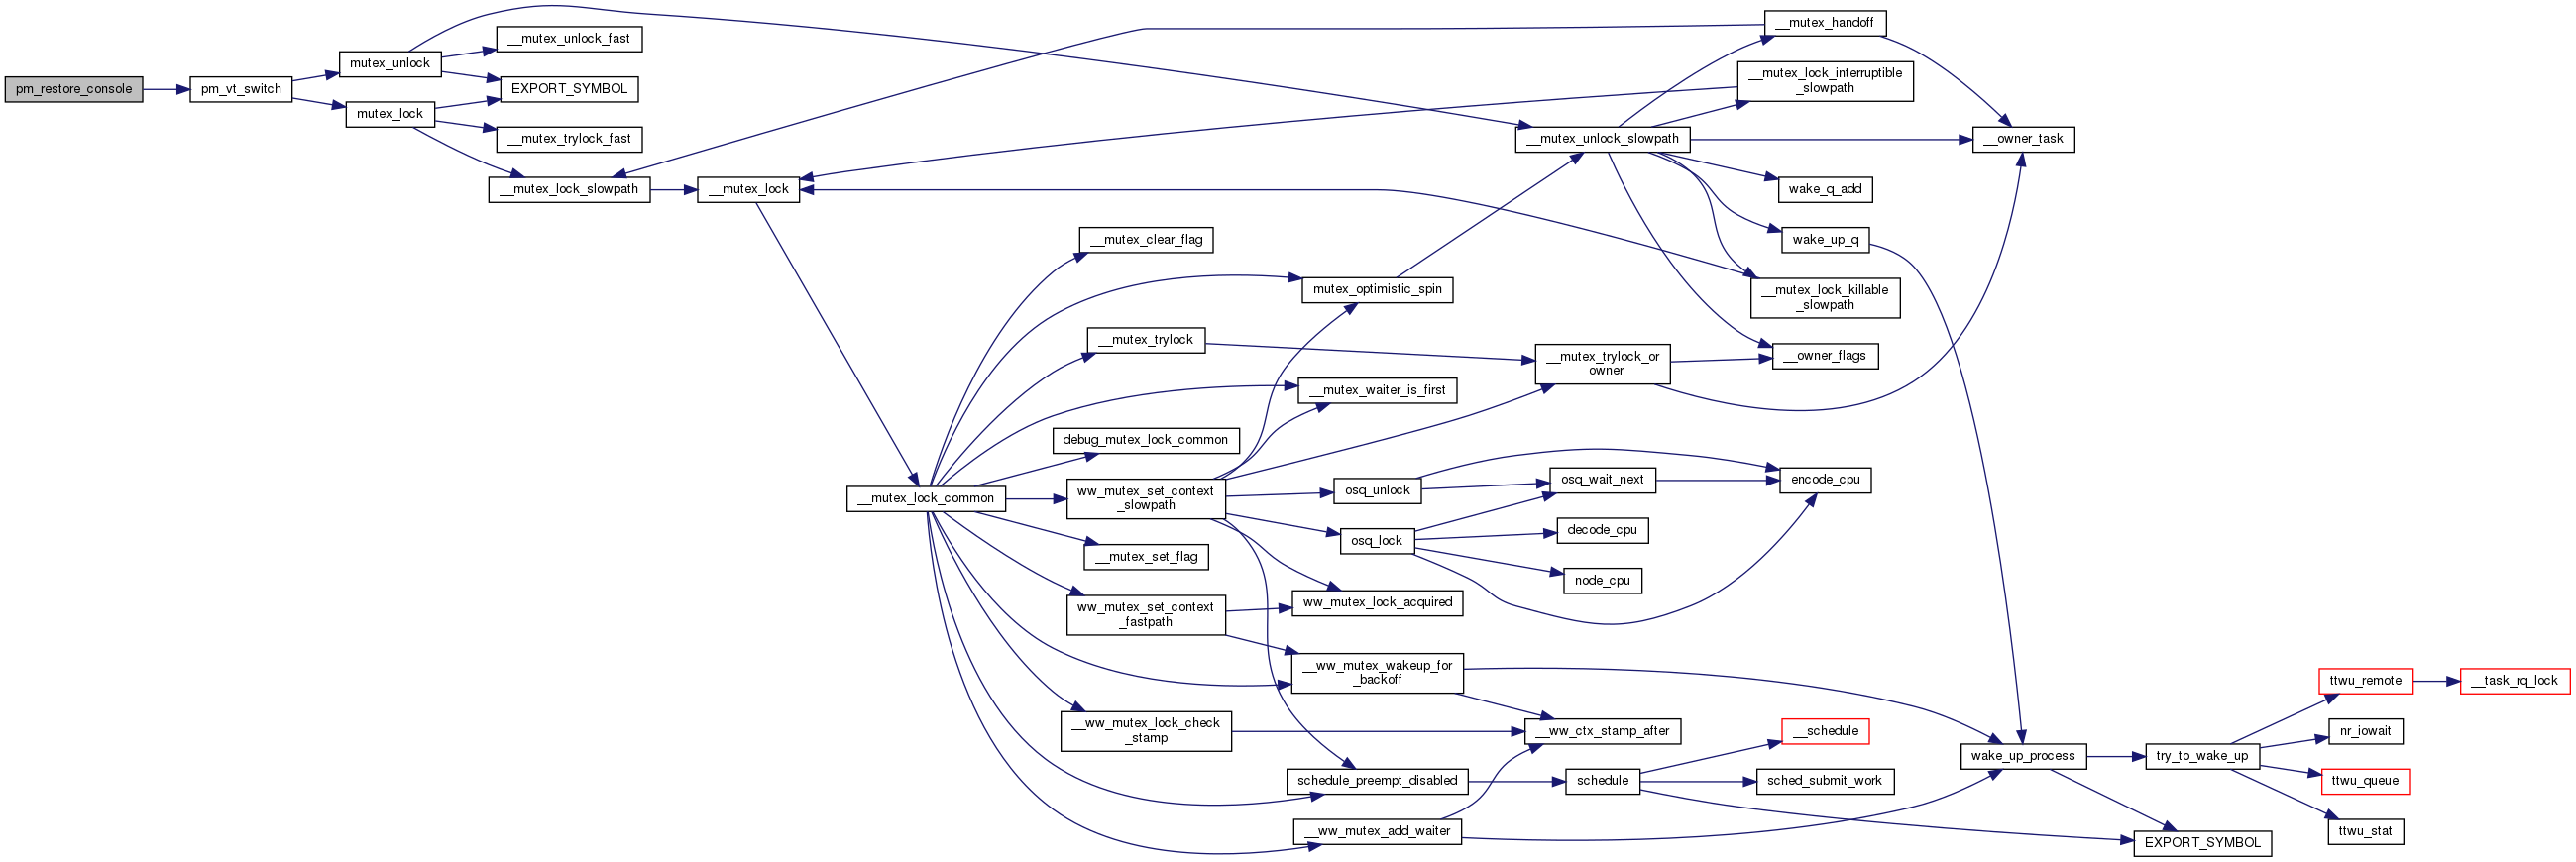 pm_restore_console
pm_vt_switch
mutex_unlock
mutex_lock
__mutex_unlock_fast
EXPORT_SYMBOL
__mutex_trylock_fast
__mutex_lock_slowpath
__mutex_lock
__mutex_lock_common
__mutex_clear_flag
__mutex_trylock
debug_mutex_lock_common
ww_mutex_set_context
_slowpath
__mutex_set_flag
ww_mutex_set_context
_fastpath
__ww_mutex_lock_check
_stamp
mutex_optimistic_spin
__mutex_waiter_is_first
osq_unlock
osq_lock
ww_mutex_lock_acquired
__ww_mutex_wakeup_for
_backoff
schedule_preempt_disabled
__ww_mutex_add_waiter
__mutex_unlock_slowpath
__mutex_trylock_or
_owner
osq_wait_next
decode_cpu
node_cpu
__ww_ctx_stamp_after
schedule
__mutex_handoff
__mutex_lock_interruptible
_slowpath
wake_q_add
wake_up_q
__mutex_lock_killable
_slowpath
__owner_flags
encode_cpu
__schedule
sched_submit_work
__owner_task
wake_up_process
try_to_wake_up
EXPORT_SYMBOL
ttwu_remote
nr_iowait
ttwu_queue
ttwu_stat
__task_rq_lock